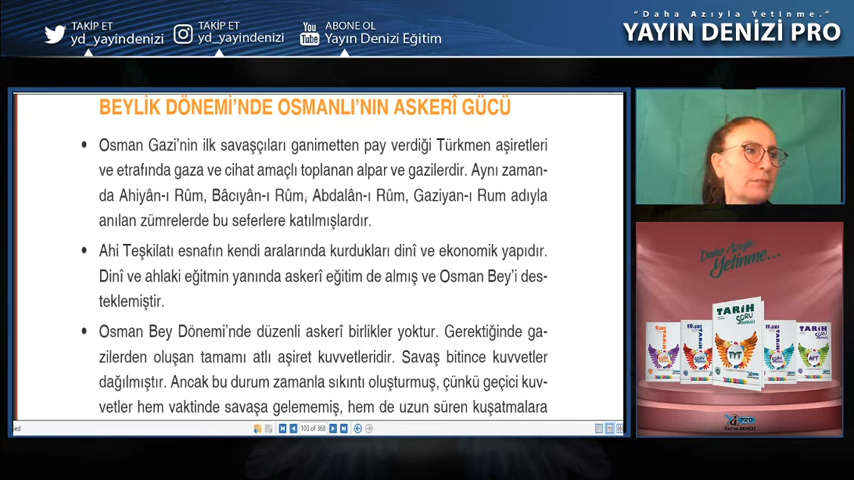 TAKİP ET
yd_yayindenizi
TAKİP ET
yd_yayindenizi
You
Tube
ABONE OL
Yayın Denizi Eğitim
"Daha Azıyla Yetinme."
YAYIN DENİZİ PRO
BEYLİK DÖNEMİ'NDE OSMANLI'NIN ASKERÎ GÜCÜ
• Osman Gazi'nin ilk savaşçıları ganimetten pay verdiği Türkmen aşiretleri
ve etrafında gaza ve cihat amaçlı toplanan alpar ve gazilerdir. Aynı zaman-
da Ahiyân-ı Rûm, Bâcıyân-ı Rûm, Abdalân-ı Rûm, Gaziyan-ı Rum adıyla
anılan zümrelerde bu seferlere katılmışlardır.
• Ahi Teşkilatı esnafın kendi aralarında kurdukları dinî ve ekonomik yapıdır.
Dinî ve ahlaki eğitmin yanında askerî eğitim de almış ve Osman Bey'i des-
teklemiştir.
• Osman Bey Dönemi'nde düzenli askerî birlikler yoktur. Gerektiğinde ga-
zilerden oluşan tamamı atlı aşiret kuvvetleridir. Savaş bitince kuvvetler
dağılmıştır. Ancak bu durum zamanla sıkıntı oluşturmuş, çünkü geçici kuv-
vetler hem vaktinde savaşa gelememiş, hem de uzun süren kuşatmalara
103 of 368
Daha Azıyla
Yetinme...
TARİH
SORU
TYT
TARİH
SORU
AYT
PRO
YAYIN DENİZİ